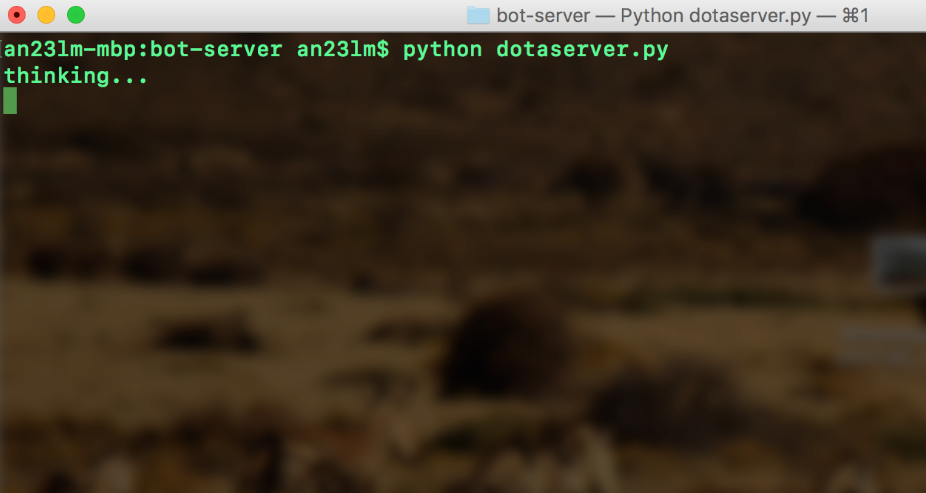 bot-server — Python dotaserver.py — ⌘1
an23lm-mbp:bot-server an23lm$ python dotaserver.py
thinking...